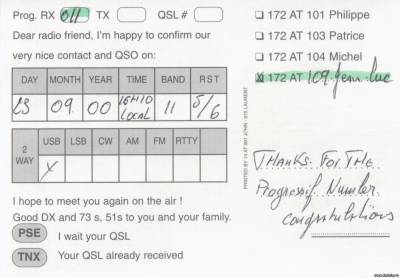 Prog. RX 011 TX QSL #
Dear radio friend, I'm happy to confirm our
very nice contact and QSO on:
DAY MONTH YEAR TIME BAND RST
23 09 00 16H10 LOCAL 11 5/6
2 WAY
USB LSB CW AM FM RTTY
X
I hope to meet you again on the air !
Good DX and 73 s, 51s to you and your family.
PSE I wait your QSL
TNX Your QSL already received
172 AT 101 Philippe
172 AT 103 Patrice
172 AT 104 Michel
172 AT 109 Jean-Luc
THANKS FOR THE
Progressif Number
congratulations